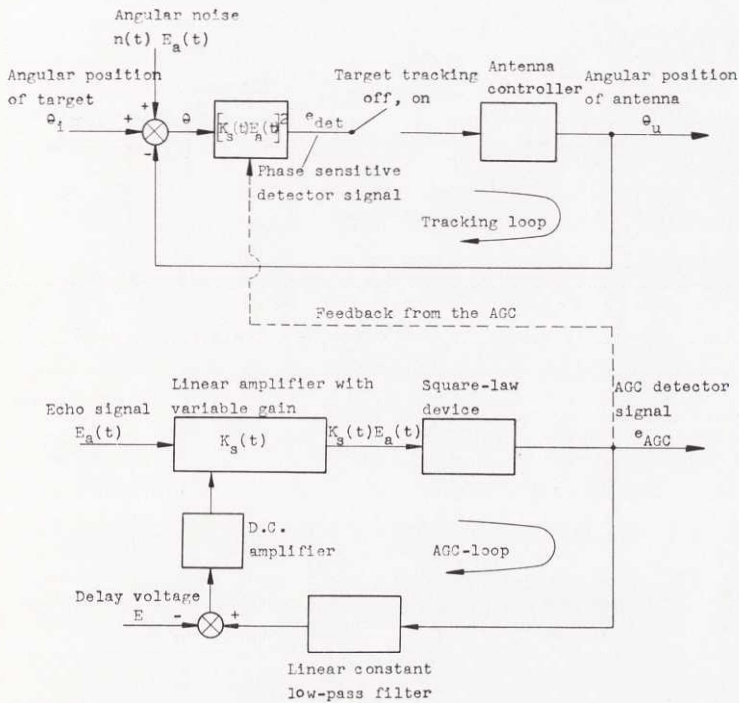 Angular noise
n(t) E_a(t)
Angular position
of target
θ_i
+
+
-
θ
[K_s(t)E_a(t)]^2
e_det
Phase sensitive
detector signal
Target tracking
off, on
Antenna
controller
Angular position
of antenna
θ_u
Tracking loop
Feedback from the AGC
Linear amplifier with
variable gain
Echo signal
E_a(t)
K_s(t)
K_s(t)E_a(t)
Square-law
device
AGC detector
signal
e_AGC
D.C.
amplifier
AGC-loop
Delay voltage
E
-
+
Linear constant
low-pass filter